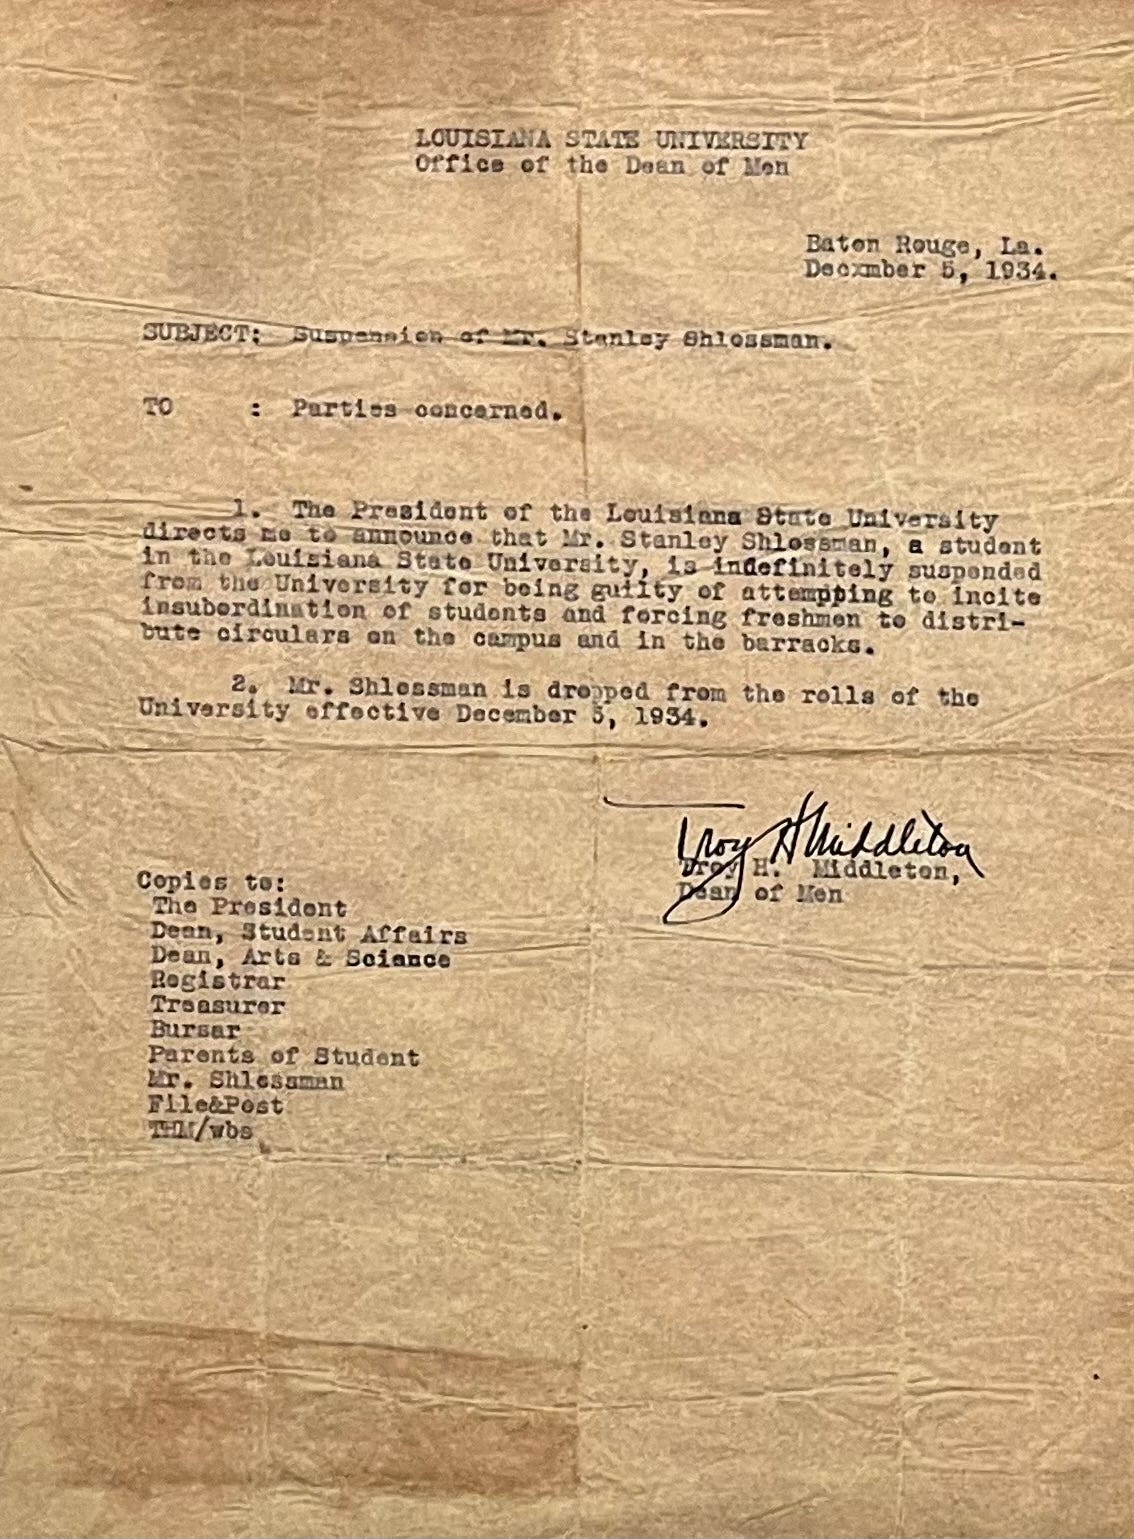 LOUISIANA STATE UNIVERSITY
Office of the Dean of Men
Baton Rouge, La.
Decxmber 5, 1934.
SUBJECT: Suspension of Mr. Stanley Shlossman.
TO : Parties concerned.
1. The President of the Louisiana State University
directs me to announce that Mr. Stanley Shlossman, a student
in the Louisiana State University, is indefinitely suspended
from the University for being guilty of attempping to incite
insubordination of students and forcing freshmen to distri-
bute circulars on the campus and in the barracks.
2. Mr. Shlossman is dropped from the rolls of the
University effective December 5, 1934.
Troy H Middleton
Troy H. Middleton,
Dean of Men
Copies to:
The President
Dean, Student Affairs
Dean, Arts & Science
Registrar
Treasurer
Bursar
Parents of Student
Mr. Shlossman
File&Post
THM/wbs